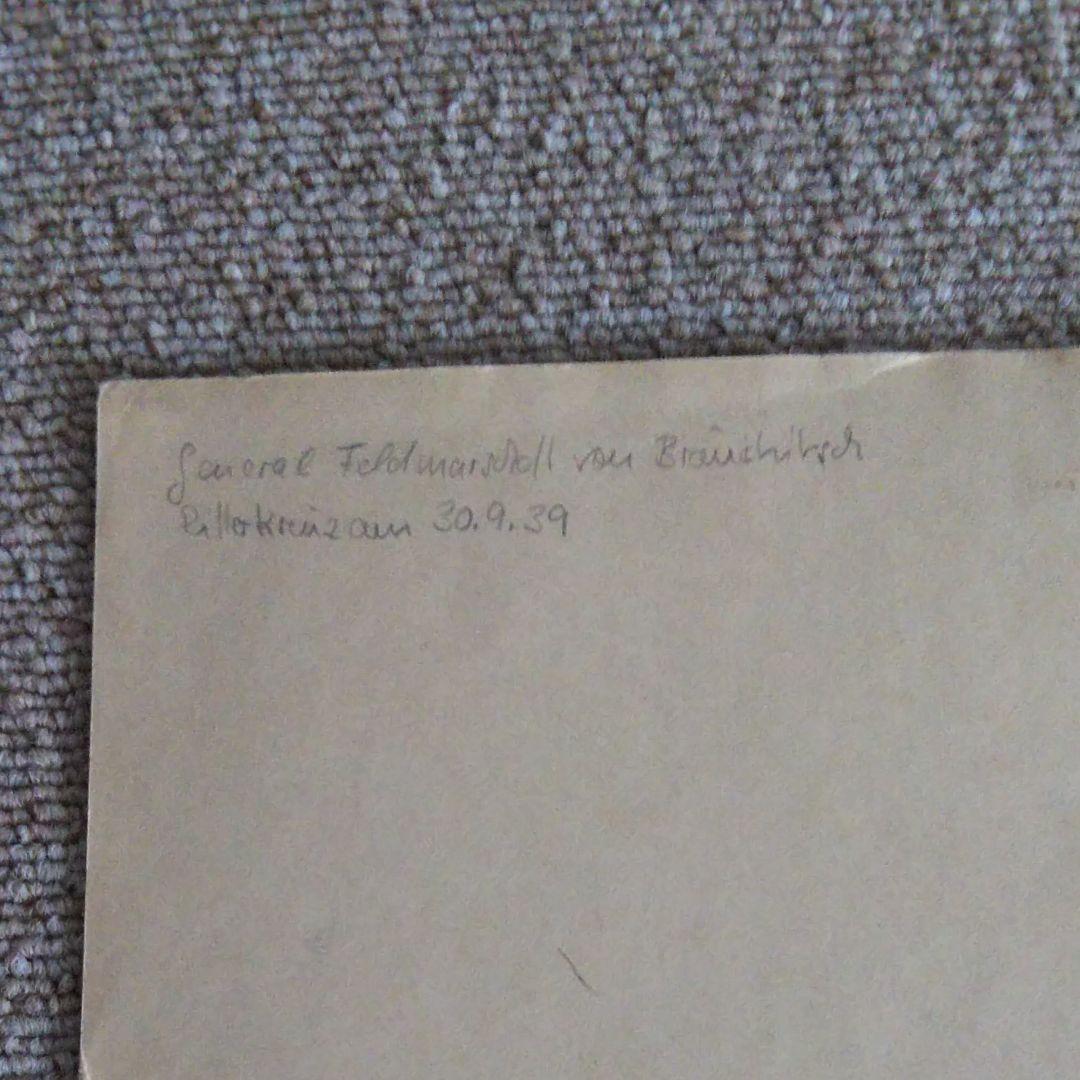 General Feldmarschall von Brauchitsch
Ritterkreuz am 30.9.39